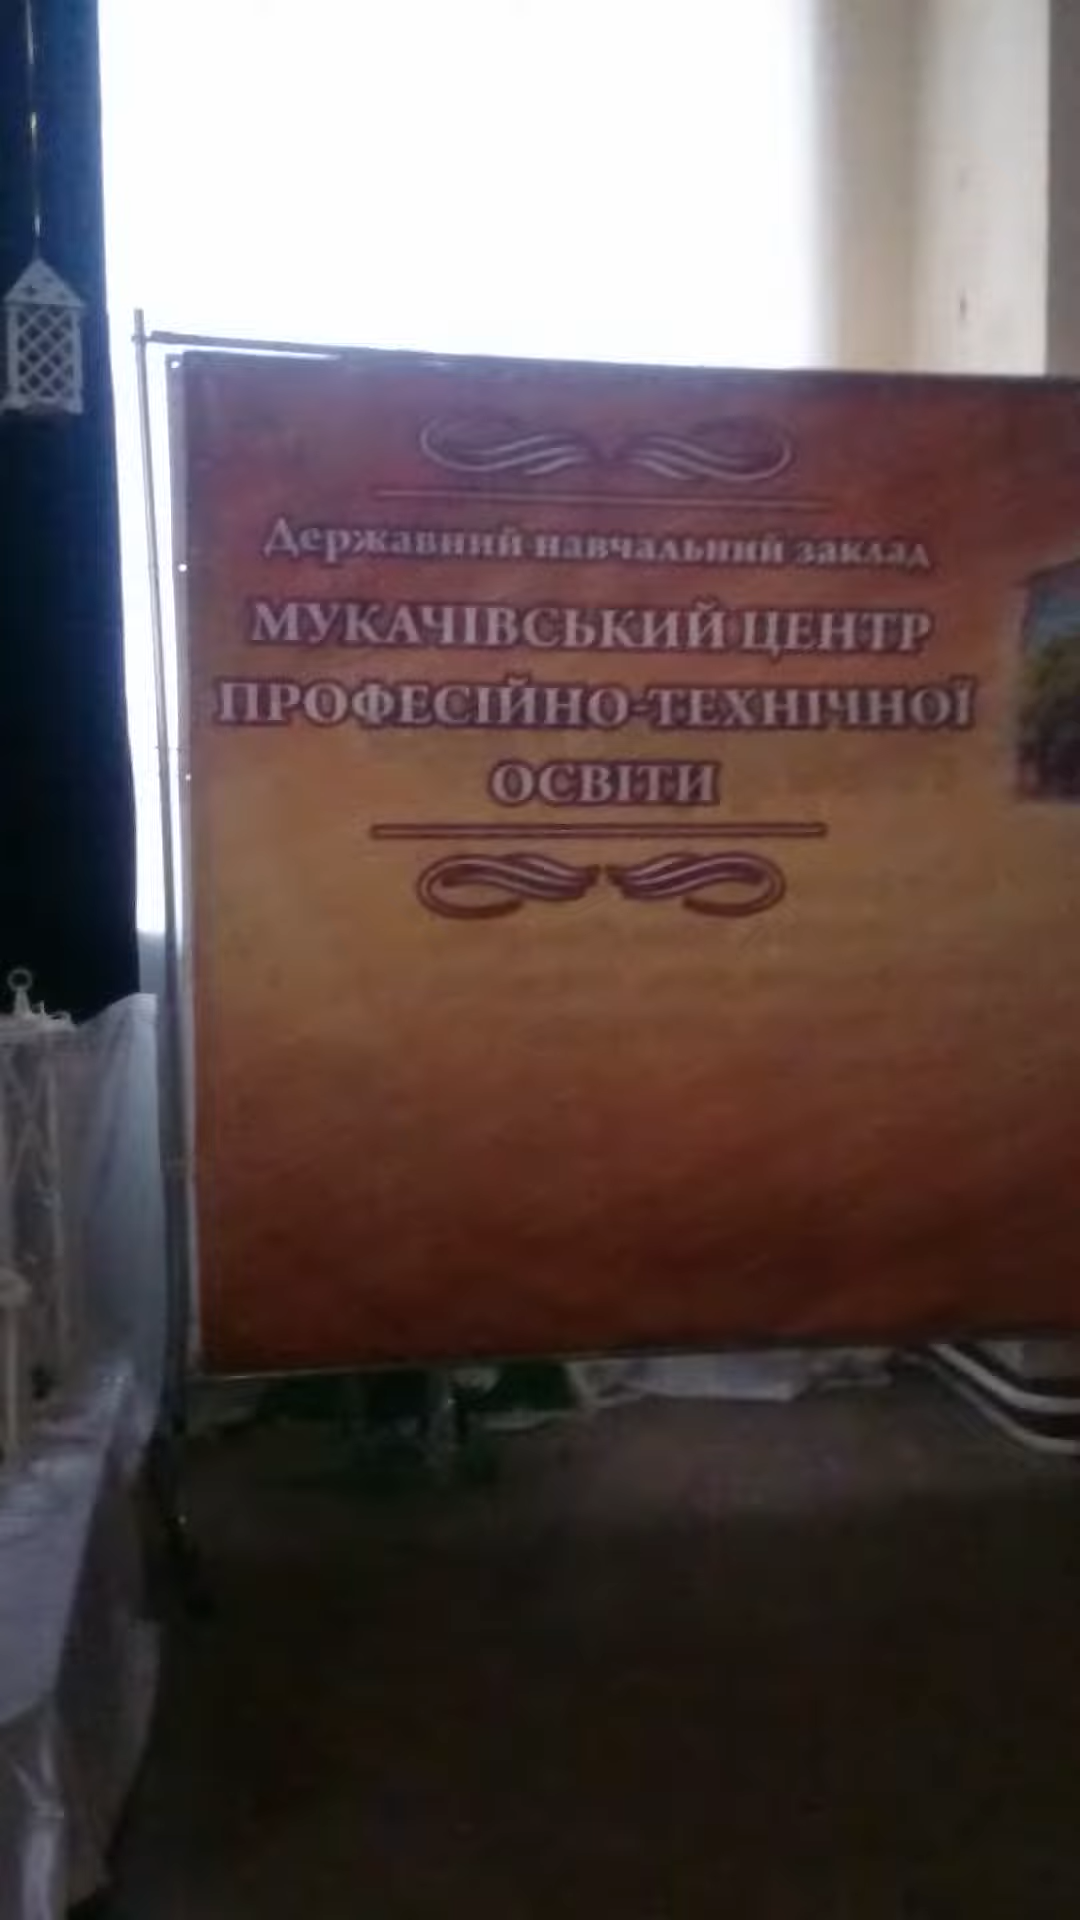 Державний навчальний заклад
МУКАЧІВСЬКИЙ ЦЕНТР
ПРОФЕСІЙНО-ТЕХНІЧНОЇ
ОСВІТИ